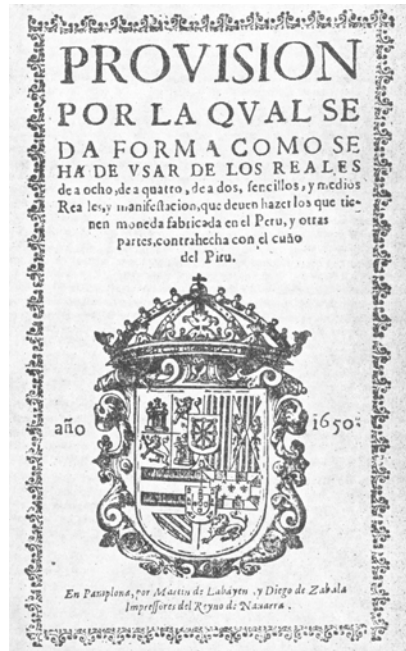 PROVISION
POR LA QVAL SE
DA FORMA COMO SE
HA DE VSAR DE LOS REALES
de a ocho, de a quatro, de a dos, sencillos, y medios
Reales, y manifestacion, que deuen hazer los que tie-
nen moneda fabricada en el Peru, y otras
partes, contrahecha con el cuño
del Piru.
año 1650:
En Pamplona, por Martin de Labàyen, y Diego de Zabala
Impressores del Reyno de Nauarra.